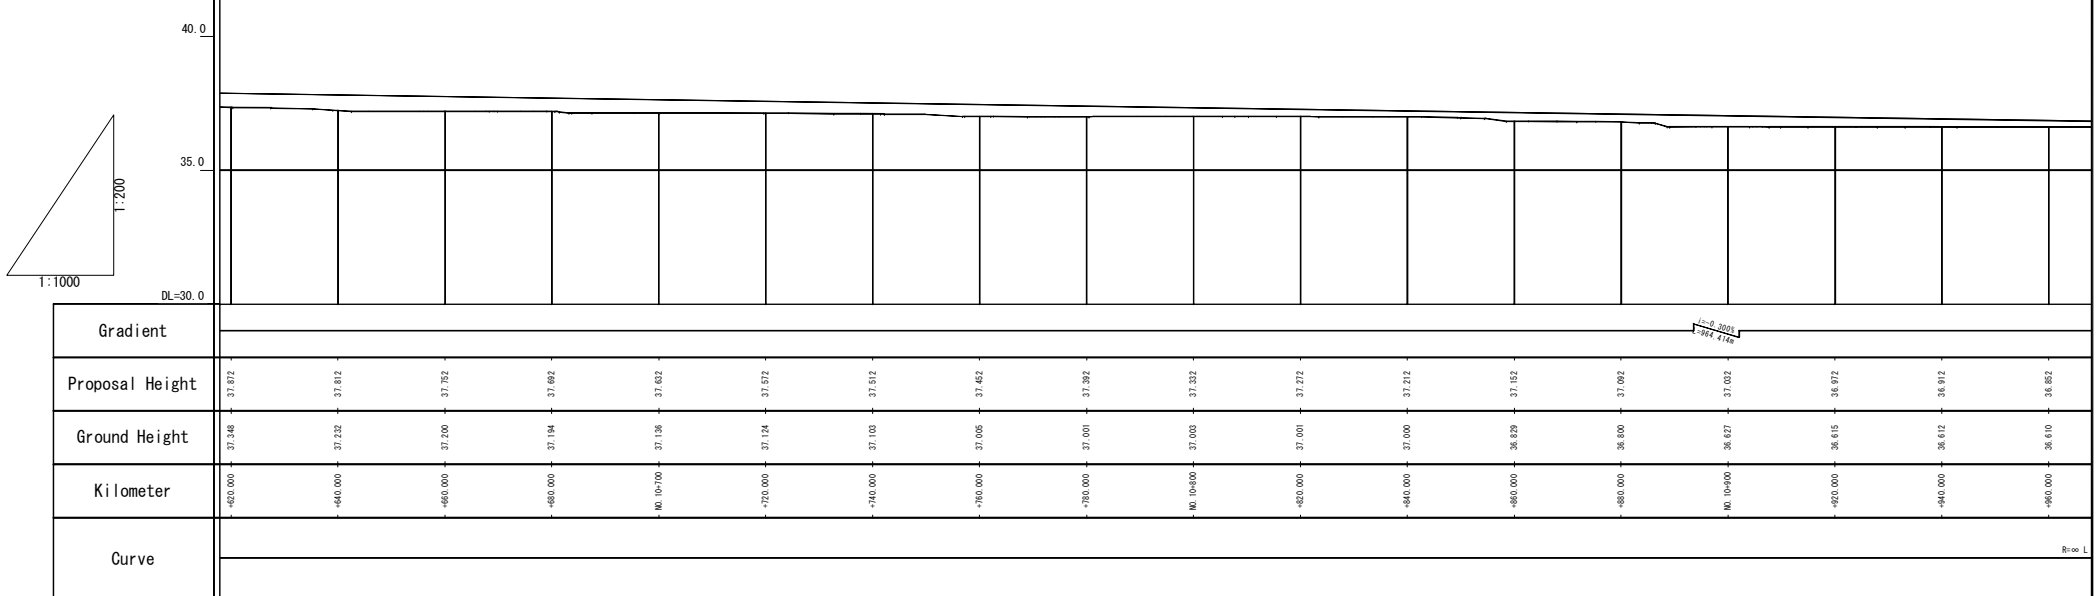 40.0
35.0
1:200
1:1000
DL=30.0
Gradient
i=-0.300%
L=964.414m
Proposal Height
37.872 37.812 37.752 37.692 37.632 37.572 37.512 37.452 37.392 37.332 37.272 37.212 37.152 37.092 37.032 36.972 36.912 36.852
Ground Height
37.348 37.232 37.200 37.194 37.136 37.124 37.103 37.005 37.001 37.003 37.001 37.000 36.829 36.800 36.627 36.615 36.612 36.610
Kilometer
+620.000 +640.000 +660.000 +680.000 NO.10+700 +720.000 +740.000 +760.000 +780.000 NO.10+800 +820.000 +840.000 +860.000 +880.000 NO.10+900 +920.000 +940.000 +960.000
Curve
R=∞ L